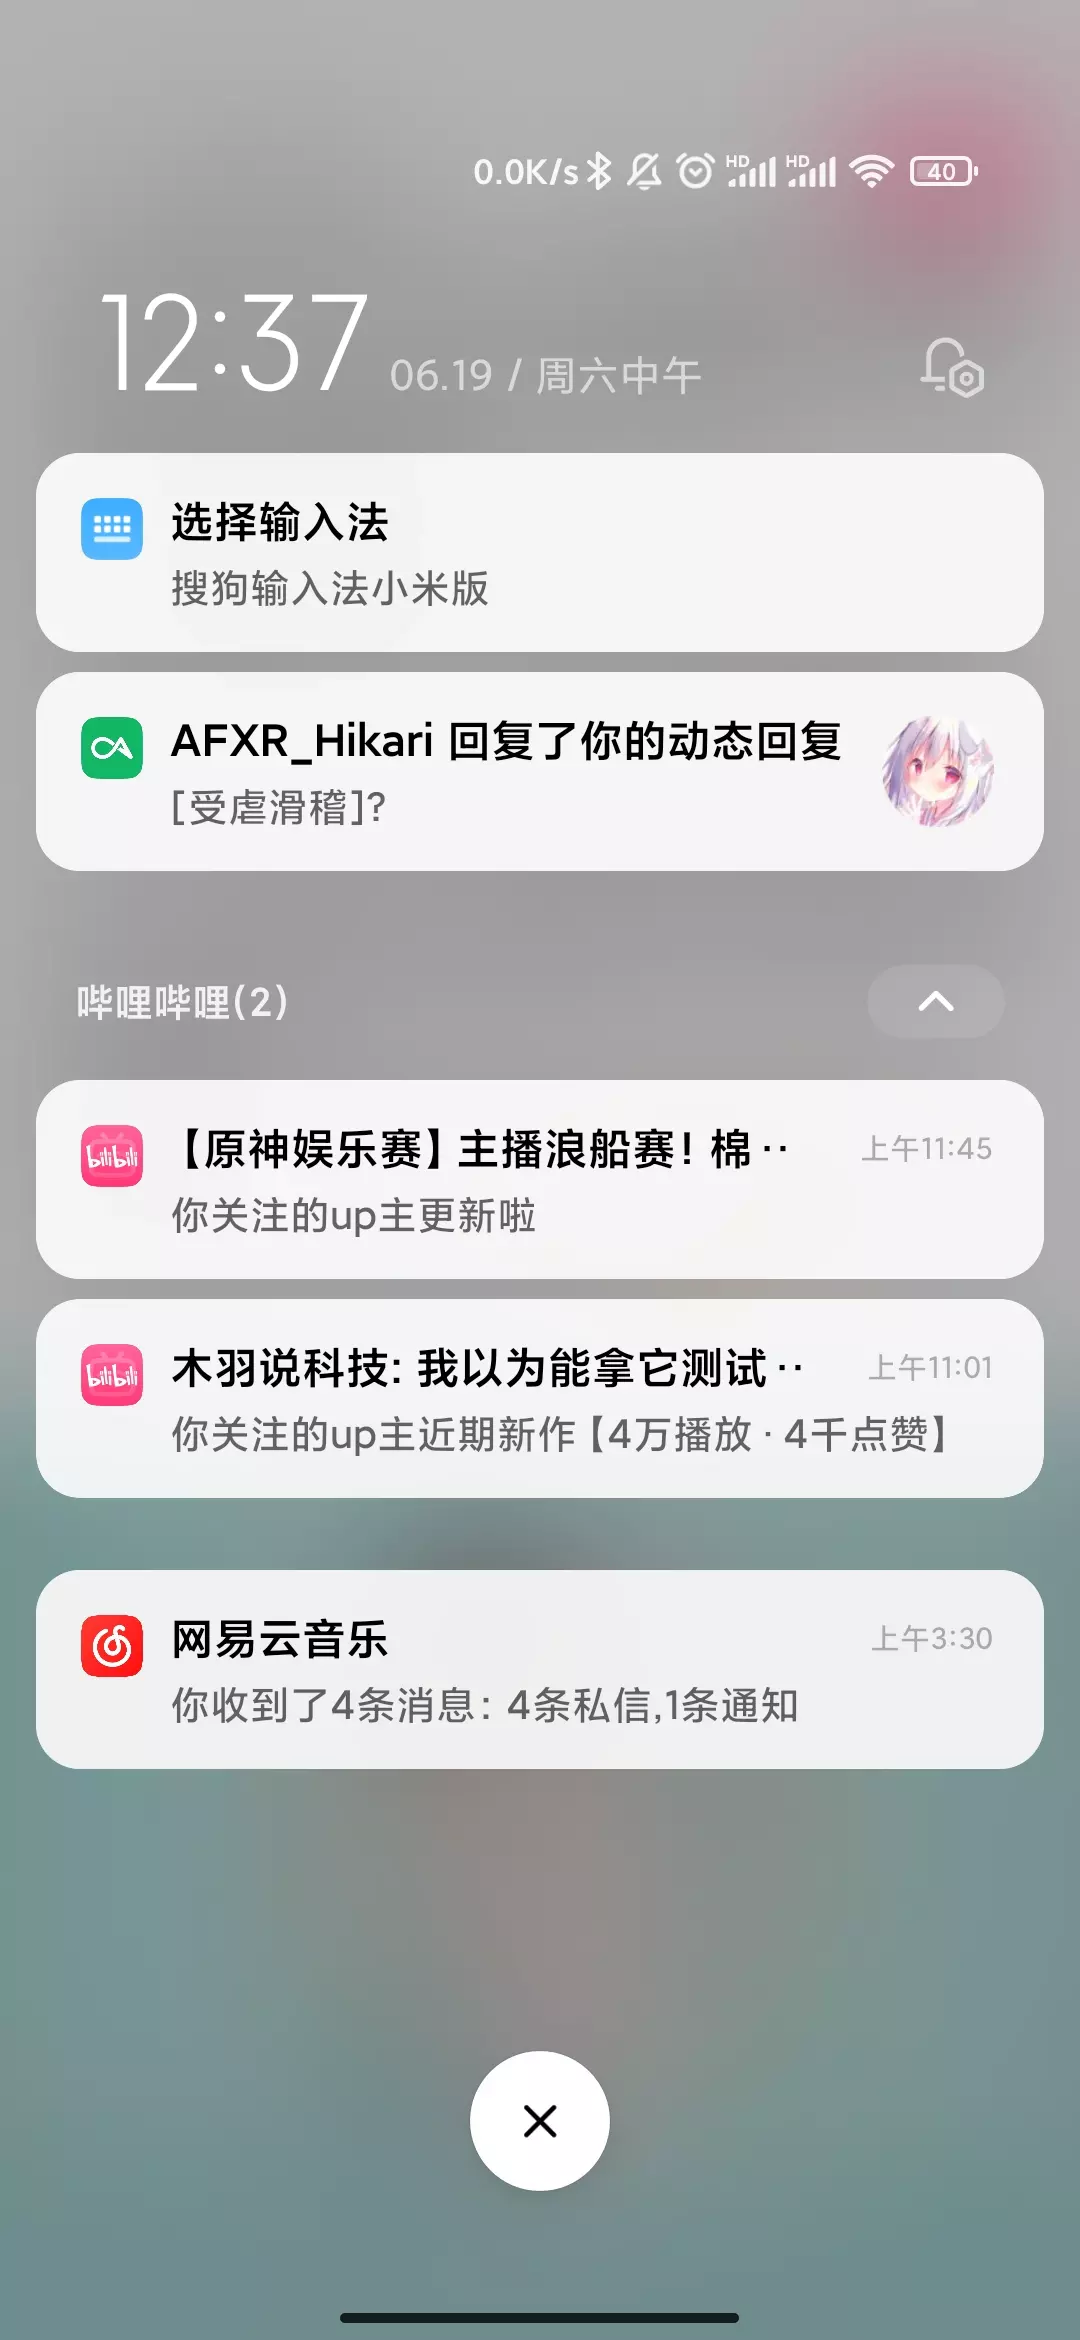 0.0K/s HD HD 40
12:37 06.19 / 周六中午
选择输入法
搜狗输入法小米版
AFXR_Hikari 回复了你的动态回复
[受虐滑稽]?
哔哩哔哩(2)
bilibili 【原神娱乐赛】主播浪船赛！棉·· 上午11:45
你关注的up主更新啦
bilibili 木羽说科技: 我以为能拿它测试·· 上午11:01
你关注的up主近期新作【4万播放 · 4千点赞】
网易云音乐 上午3:30
你收到了4条消息：4条私信,1条通知